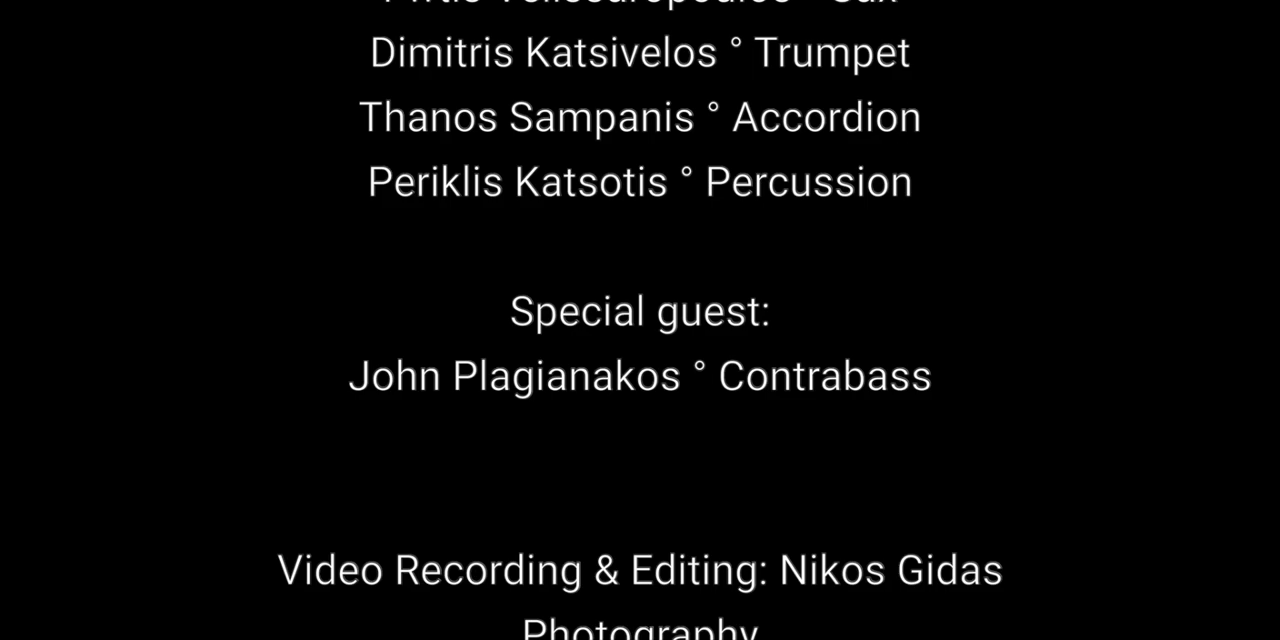 Dimitris Katsivelos ° Trumpet
Thanos Sampanis ° Accordion
Periklis Katsotis ° Percussion
Special guest:
John Plagianakos ° Contrabass
Video Recording & Editing: Nikos Gidas
Photography